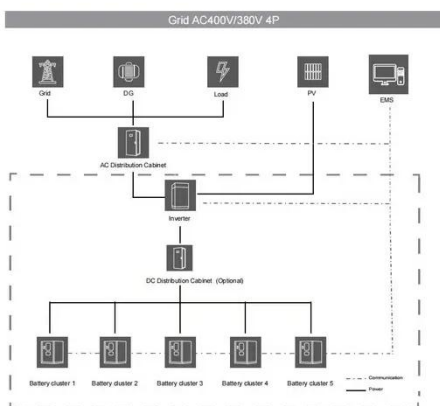 Grid AC400V/380V 4P
Grid DG Load PV EMS
AC Distribution Cabinet
Inverter
DC Distribution Cabinet (Optional)
Battery cluster 1 Battery cluster 2 Battery cluster 3 Battery cluster 4 Battery cluster 5
Communication
Power